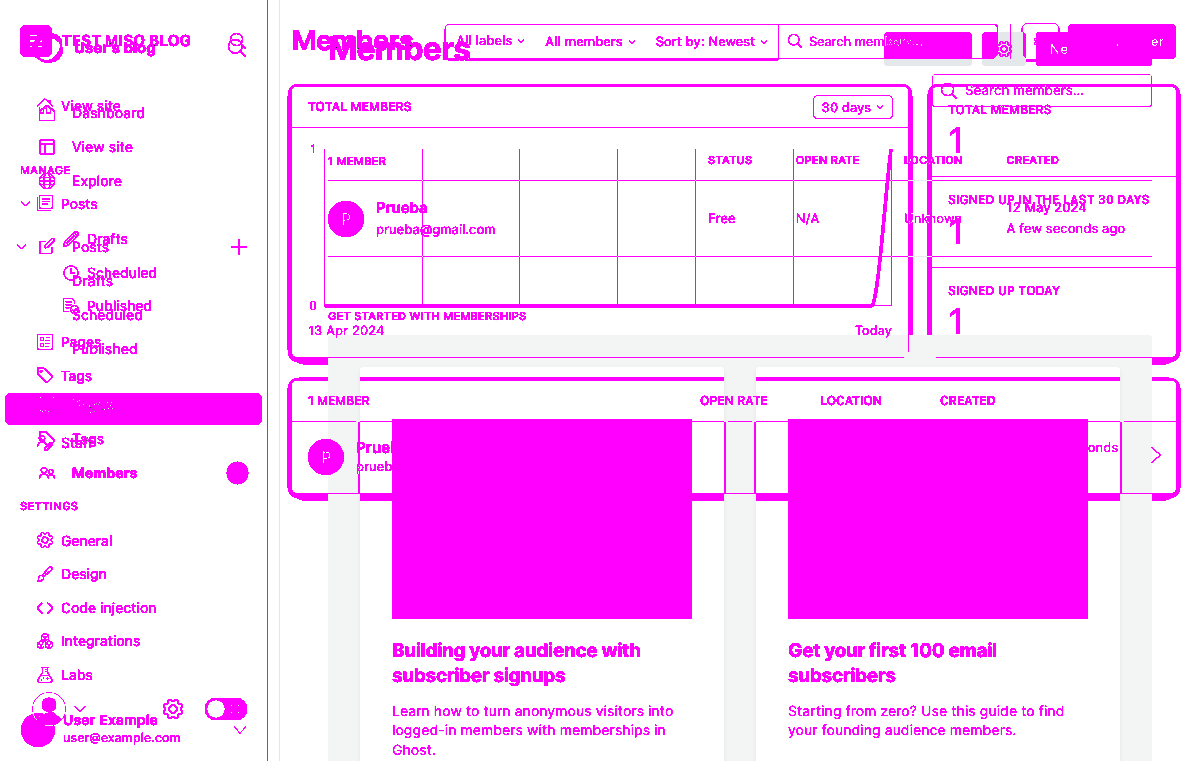 TEST MISO BLOG
User's Blog
View site
Dashboard
View site
MANAGE
Explore
Posts
Drafts
Posts
Scheduled
Drafts
Published
Scheduled
Pages
Published
Tags
Tags
Staff
Members
SETTINGS
General
Design
Code injection
Integrations
Labs
User Example
user@example.com
Members
Members
All labels
All members
Sort by: Newest
Search members...
Search members...
TOTAL MEMBERS
30 days
1
1 MEMBER
STATUS
OPEN RATE
LOCATION
CREATED
P
Prueba
prueba@gmail.com
Free
N/A
Unknown
12 May 2024
A few seconds ago
0
GET STARTED WITH MEMBERSHIPS
13 Apr 2024
Today
TOTAL MEMBERS
1
SIGNED UP IN THE LAST 30 DAYS
1
SIGNED UP TODAY
1
1 MEMBER
OPEN RATE
LOCATION
CREATED
P
Building your audience with
subscriber signups
Learn how to turn anonymous visitors into
logged-in members with memberships in
Ghost.
Get your first 100 email
subscribers
Starting from zero? Use this guide to find
your founding audience members.